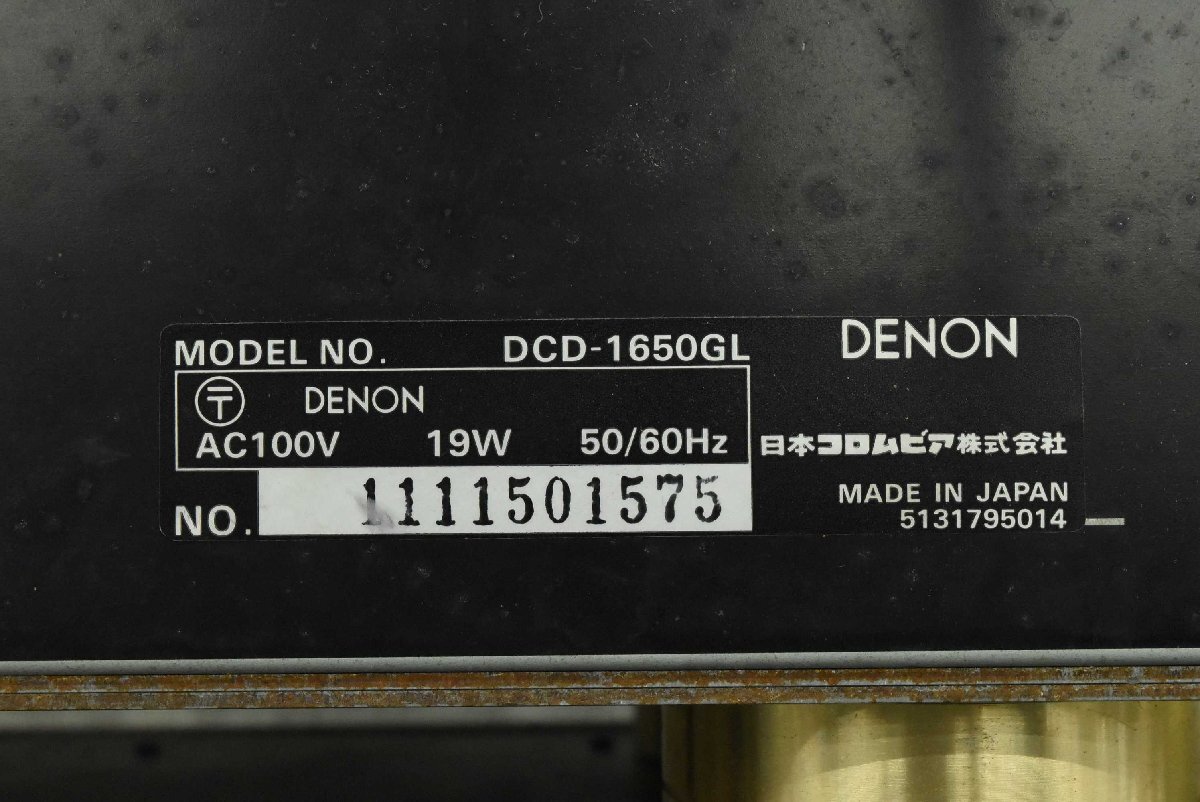 MODEL NO. DCD-1650GL
DENON
AC100V 19W 50/60Hz
NO. 1111501575
DENON
日本コロムビア株式会社
MADE IN JAPAN
5131795014